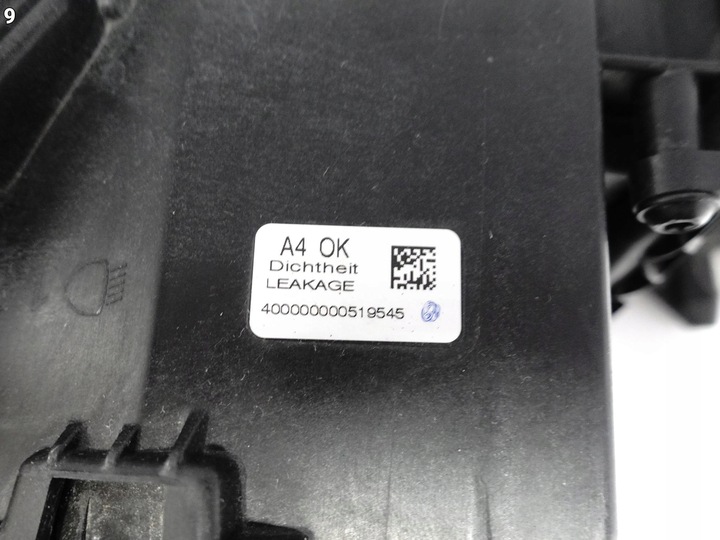 9
A4 OK
Dichtheit
LEAKAGE
400000000519545